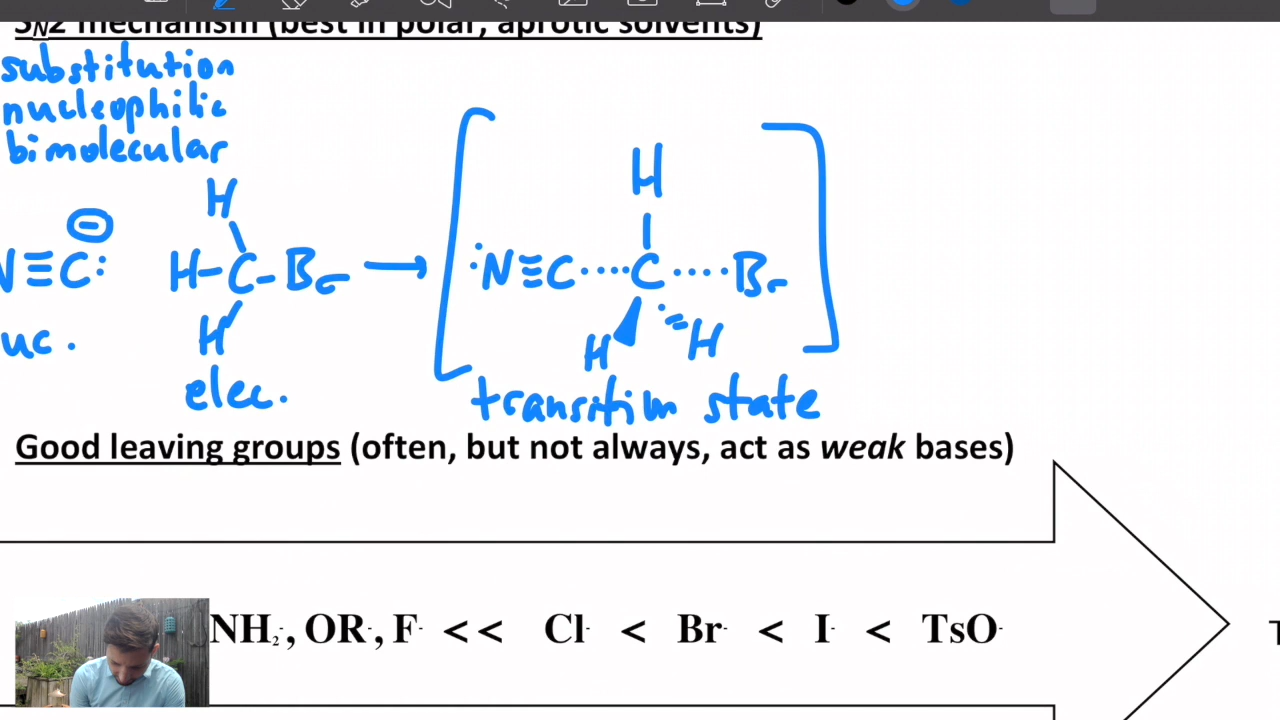 SN2 mechanism (best in polar, aprotic solvents)
substitution
nucleophilic
bimolecular
H H
⊖
N≡C: H-C-Br → [ :N≡C····C····Br ]
H H H
uc. elec. transition state
Good leaving groups (often, but not always, act as weak bases)
NH₂⁻, OR⁻, F⁻ << Cl⁻ < Br⁻ < I⁻ < TsO⁻